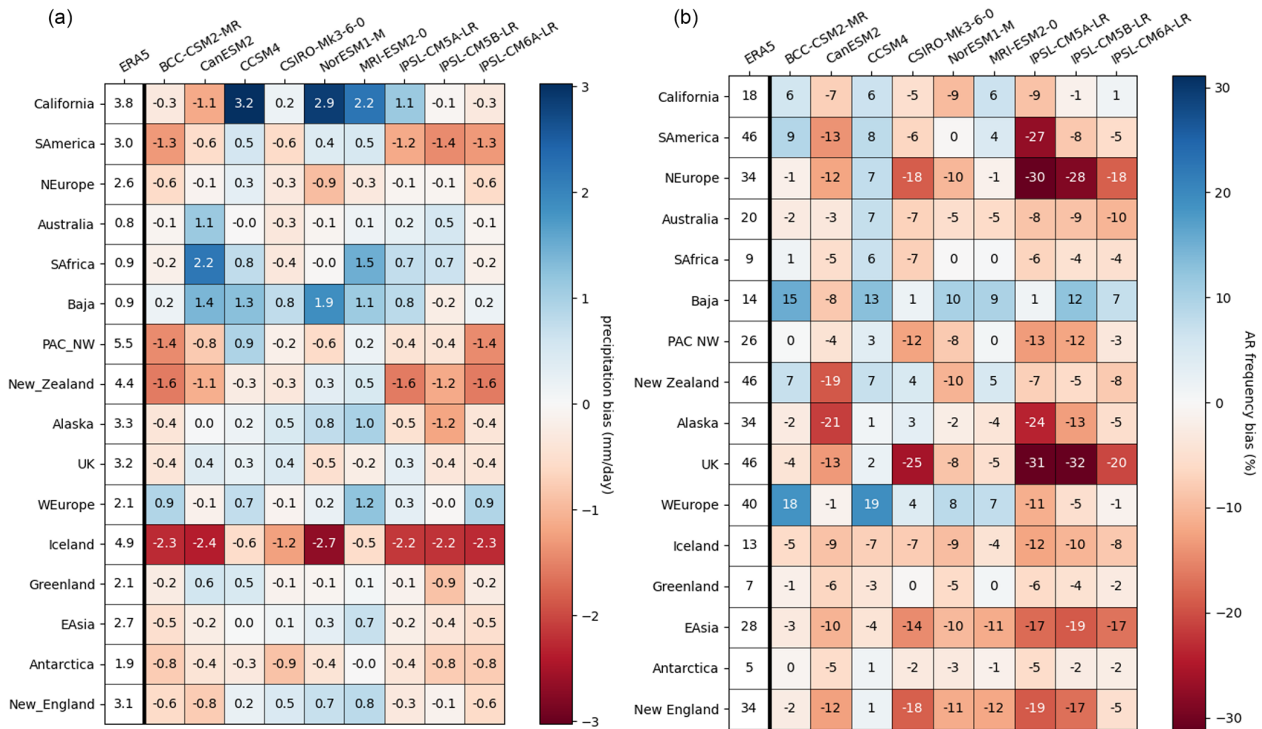 (a)
ERA5 BCC-CSM2-MR CanESM2 CCSM4 CSIRO-Mk3-6-0 NorESM1-M MRI-ESM2-0 IPSL-CM5A-LR IPSL-CM5B-LR IPSL-CM6A-LR
California 3.8 -0.3 -1.1 3.2 0.2 2.9 2.2 1.1 -0.1 -0.3
SAmerica 3.0 -1.3 -0.6 0.5 -0.6 0.4 0.5 -1.2 -1.4 -1.3
NEurope 2.6 -0.6 -0.1 0.3 -0.3 -0.9 -0.3 -0.1 -0.1 -0.6
Australia 0.8 -0.1 1.1 -0.0 -0.3 -0.1 0.1 0.2 0.5 -0.1
SAfrica 0.9 -0.2 2.2 0.8 -0.4 -0.0 1.5 0.7 0.7 -0.2
Baja 0.9 0.2 1.4 1.3 0.8 1.9 1.1 0.8 -0.2 0.2
PAC_NW 5.5 -1.4 -0.8 0.9 -0.2 -0.6 0.2 -0.4 -0.4 -1.4
New_Zealand 4.4 -1.6 -1.1 -0.3 -0.3 0.3 0.5 -1.6 -1.2 -1.6
Alaska 3.3 -0.4 0.0 0.2 0.5 0.8 1.0 -0.5 -1.2 -0.4
UK 3.2 -0.4 0.4 0.3 0.4 -0.5 -0.2 0.3 -0.4 -0.4
WEurope 2.1 0.9 -0.1 0.7 -0.1 0.2 1.2 0.3 -0.0 0.9
Iceland 4.9 -2.3 -2.4 -0.6 -1.2 -2.7 -0.5 -2.2 -2.2 -2.3
Greenland 2.1 -0.2 0.6 0.5 -0.1 -0.1 0.1 -0.1 -0.9 -0.2
EAsia 2.7 -0.5 -0.2 0.0 0.1 0.3 0.7 -0.2 -0.4 -0.5
Antarctica 1.9 -0.8 -0.4 -0.3 -0.9 -0.4 -0.0 -0.4 -0.8 -0.8
New_England 3.1 -0.6 -0.8 0.2 0.5 0.7 0.8 -0.3 -0.1 -0.6
3
2
1
0
−1
−2
−3
precipitation bias (mm/day)
(b)
ERA5 BCC-CSM2-MR CanESM2 CCSM4 CSIRO-Mk3-6-0 NorESM1-M MRI-ESM2-0 IPSL-CM5A-LR IPSL-CM5B-LR IPSL-CM6A-LR
California 18 6 -7 6 -5 -9 6 -9 -1 1
SAmerica 46 9 -13 8 -6 0 4 -27 -8 -5
NEurope 34 -1 -12 7 -18 -10 -1 -30 -28 -18
Australia 20 -2 -3 7 -7 -5 -5 -8 -9 -10
SAfrica 9 1 -5 6 -7 0 0 -6 -4 -4
Baja 14 15 -8 13 1 10 9 1 12 7
PAC NW 26 0 -4 3 -12 -8 0 -13 -12 -3
New Zealand 46 7 -19 7 4 -10 5 -7 -5 -8
Alaska 34 -2 -21 1 3 -2 -4 -24 -13 -5
UK 46 -4 -13 2 -25 -8 -5 -31 -32 -20
WEurope 40 18 -1 19 4 8 7 -11 -5 -1
Iceland 13 -5 -9 -7 -7 -9 -4 -12 -10 -8
Greenland 7 -1 -6 -3 0 -5 0 -6 -4 -2
EAsia 28 -3 -10 -4 -14 -10 -11 -17 -19 -17
Antarctica 5 0 -5 1 -2 -3 -1 -5 -2 -2
New England 34 -2 -12 1 -18 -11 -12 -19 -17 -5
30
20
10
0
−10
−20
−30
AR frequency bias (%)